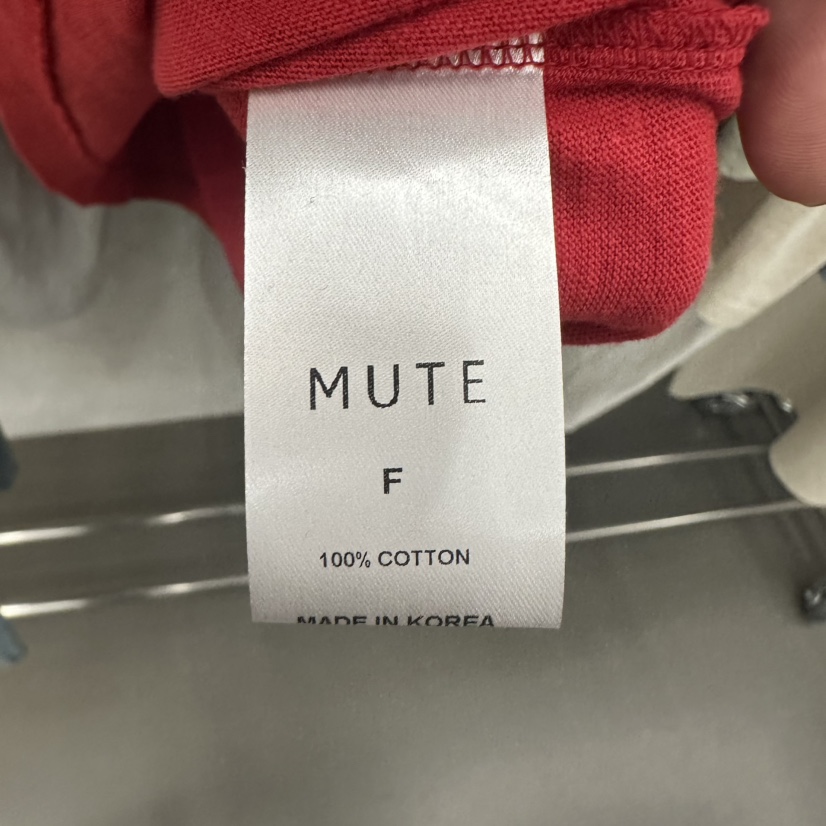 MUTE
F
100% COTTON
MADE IN KOREA